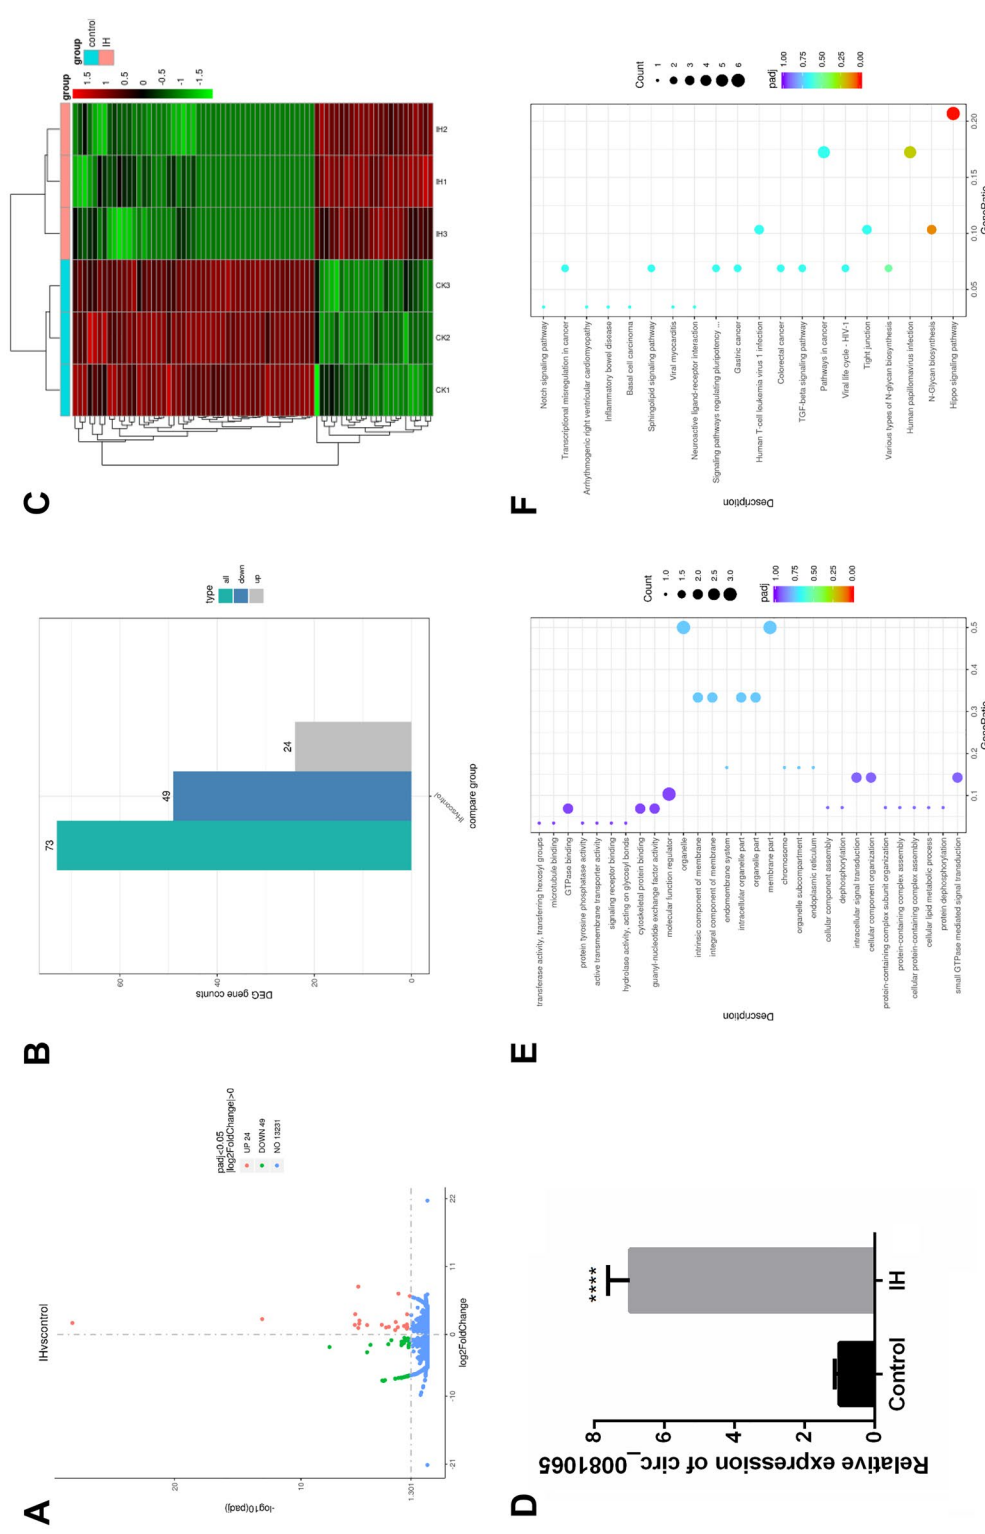 A
IHvscontrol
-log10(padj)
20
10
1.301
-21
-10
0
11
22
log2FoldChange
padj<0.05
|log2FoldChange|>0
UP 24
DOWN 49
NO 13231
B
DEG gene counts
60
40
20
0
73
49
24
IHvscontrol
compare group
type
all
down
up
C
group
1.5
1
0.5
0
-0.5
-1
-1.5
group
control
IH
CK1
CK2
CK3
IH3
IH1
IH2
D
Relative expression of circ_0081065
8
6
4
2
0
****
Control
IH
E
Description
transferase activity, transferring hexosyl groups
microtubule binding
GTPase binding
protein tyrosine phosphatase activity
active transmembrane transporter activity
signaling receptor binding
hydrolase activity, acting on glycosyl bonds
cytoskeletal protein binding
guanyl-nucleotide exchange factor activity
molecular function regulator
organelle
intrinsic component of membrane
integral component of membrane
endomembrane system
intracellular organelle part
organelle part
membrane part
chromosome
organelle subcompartment
endoplasmic reticulum
cellular component assembly
dephosphorylation
intracellular signal transduction
cellular component organization
protein-containing complex subunit organization
protein-containing complex assembly
cellular protein-containing complex assembly
cellular lipid metabolic process
protein dephosphorylation
small GTPase mediated signal transduction
0.1
0.2
0.3
0.4
0.5
GeneRatio
Count
1.0
1.5
2.0
2.5
3.0
padj
1.00
0.75
0.50
0.25
0.00
F
Description
Notch signaling pathway
Transcriptional misregulation in cancer
Arrhythmogenic right ventricular cardiomyopathy
Inflammatory bowel disease
Basal cell carcinoma
Sphingolipid signaling pathway
Viral myocarditis
Neuroactive ligand-receptor interaction
Signaling pathways regulating pluripotency ...
Gastric cancer
Human T-cell leukemia virus 1 infection
Colorectal cancer
TGF-beta signaling pathway
Pathways in cancer
Viral life cycle - HIV-1
Tight junction
Various types of N-glycan biosynthesis
Human papillomavirus infection
N-Glycan biosynthesis
Hippo signaling pathway
0.05
0.10
0.15
0.20
GeneRatio
Count
1
2
3
4
5
6
padj
1.00
0.75
0.50
0.25
0.00